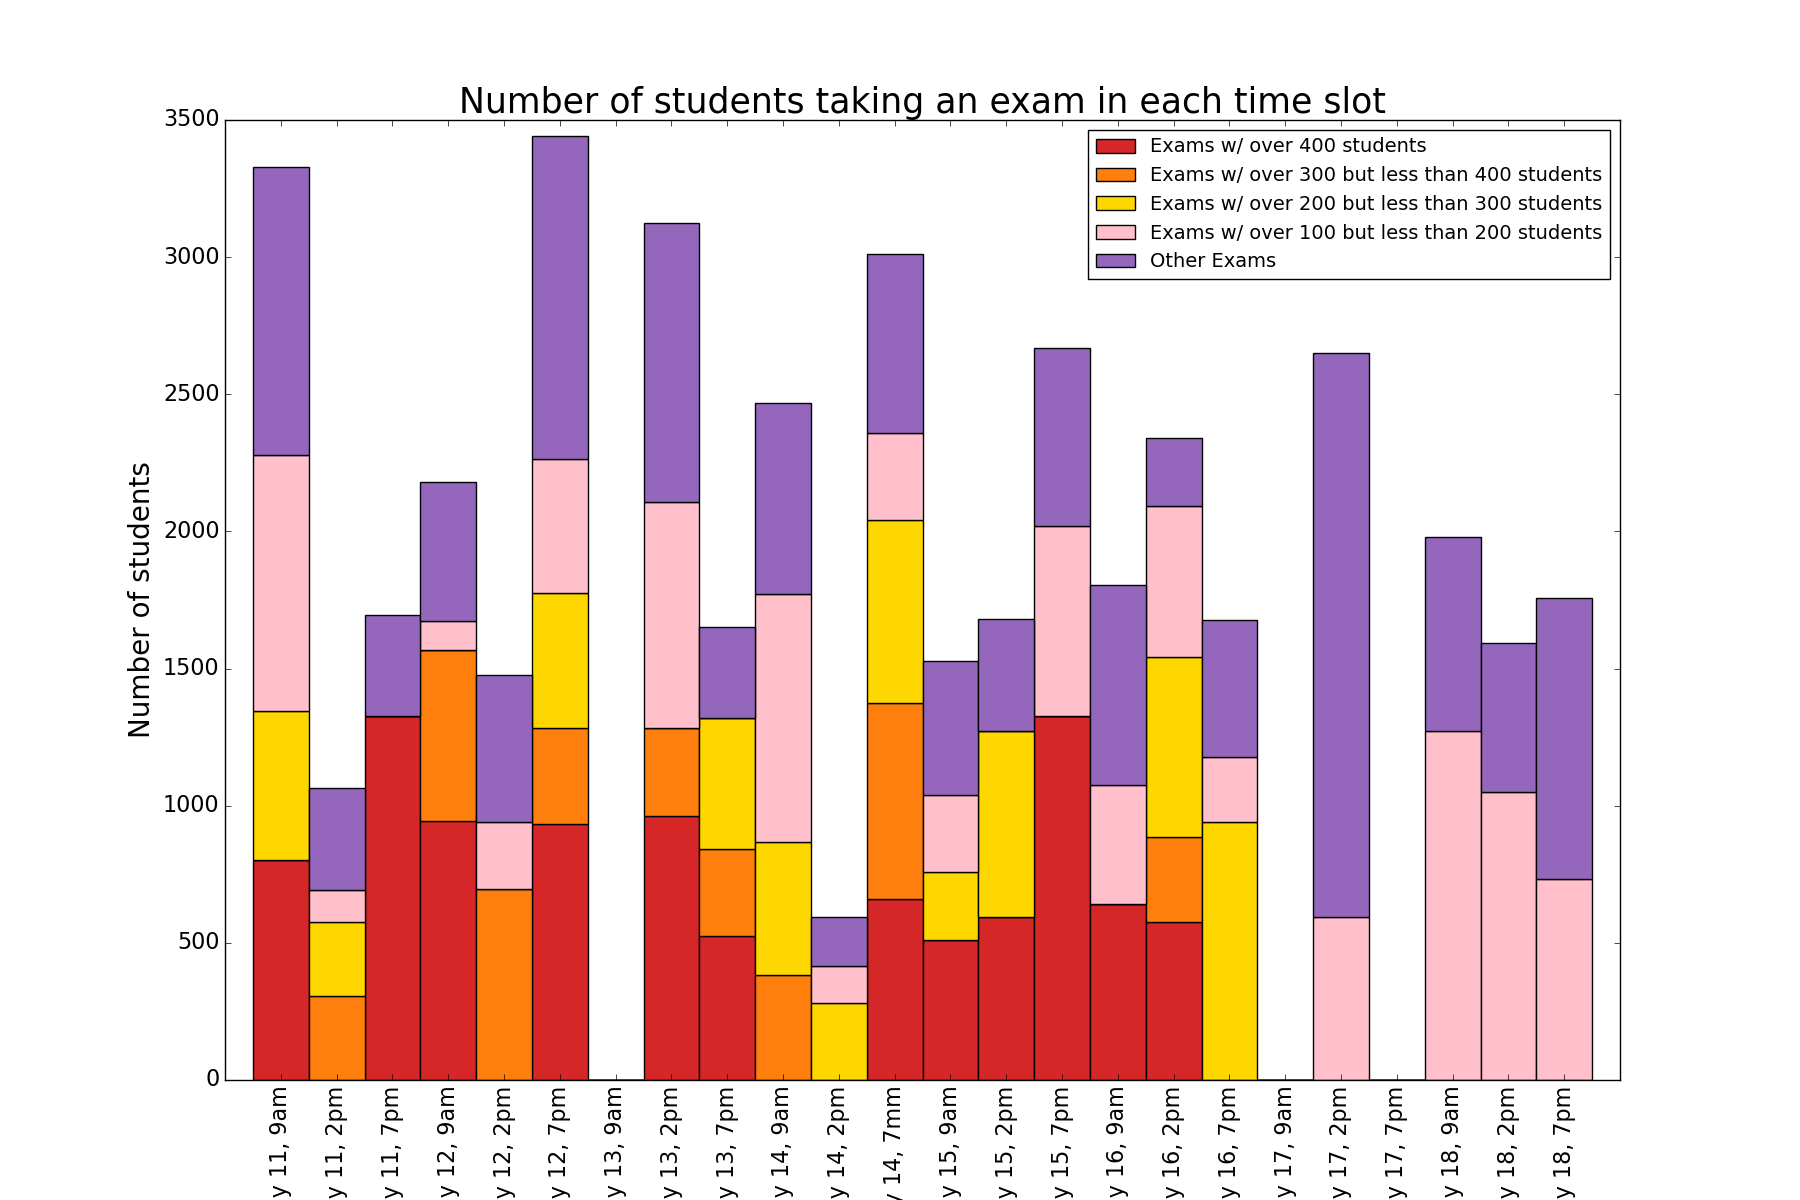 Number of students taking an exam in each time slot
Exams w/ over 400 students
Exams w/ over 300 but less than 400 students
Exams w/ over 200 but less than 300 students
Exams w/ over 100 but less than 200 students
Other Exams
Number of students
3500
3000
2500
2000
1500
1000
500
0
y 11, 9am
y 11, 2pm
y 11, 7pm
y 12, 9am
y 12, 2pm
y 12, 7pm
y 13, 9am
y 13, 2pm
y 13, 7pm
y 14, 9am
y 14, 2pm
y 14, 7mm
y 15, 9am
y 15, 2pm
y 15, 7pm
y 16, 9am
y 16, 2pm
y 16, 7pm
y 17, 9am
y 17, 2pm
y 17, 7pm
y 18, 9am
y 18, 2pm
y 18, 7pm